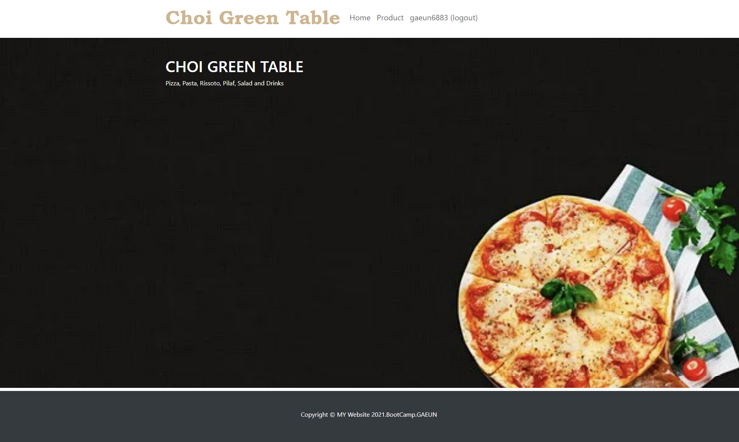 Choi Green Table Home Product gaeun6883 (logout)
CHOI GREEN TABLE
Pizza, Pasta, Rissoto, Pilaf, Salad and Drinks
Copyright © MY Website 2021.BootCamp.GAEUN